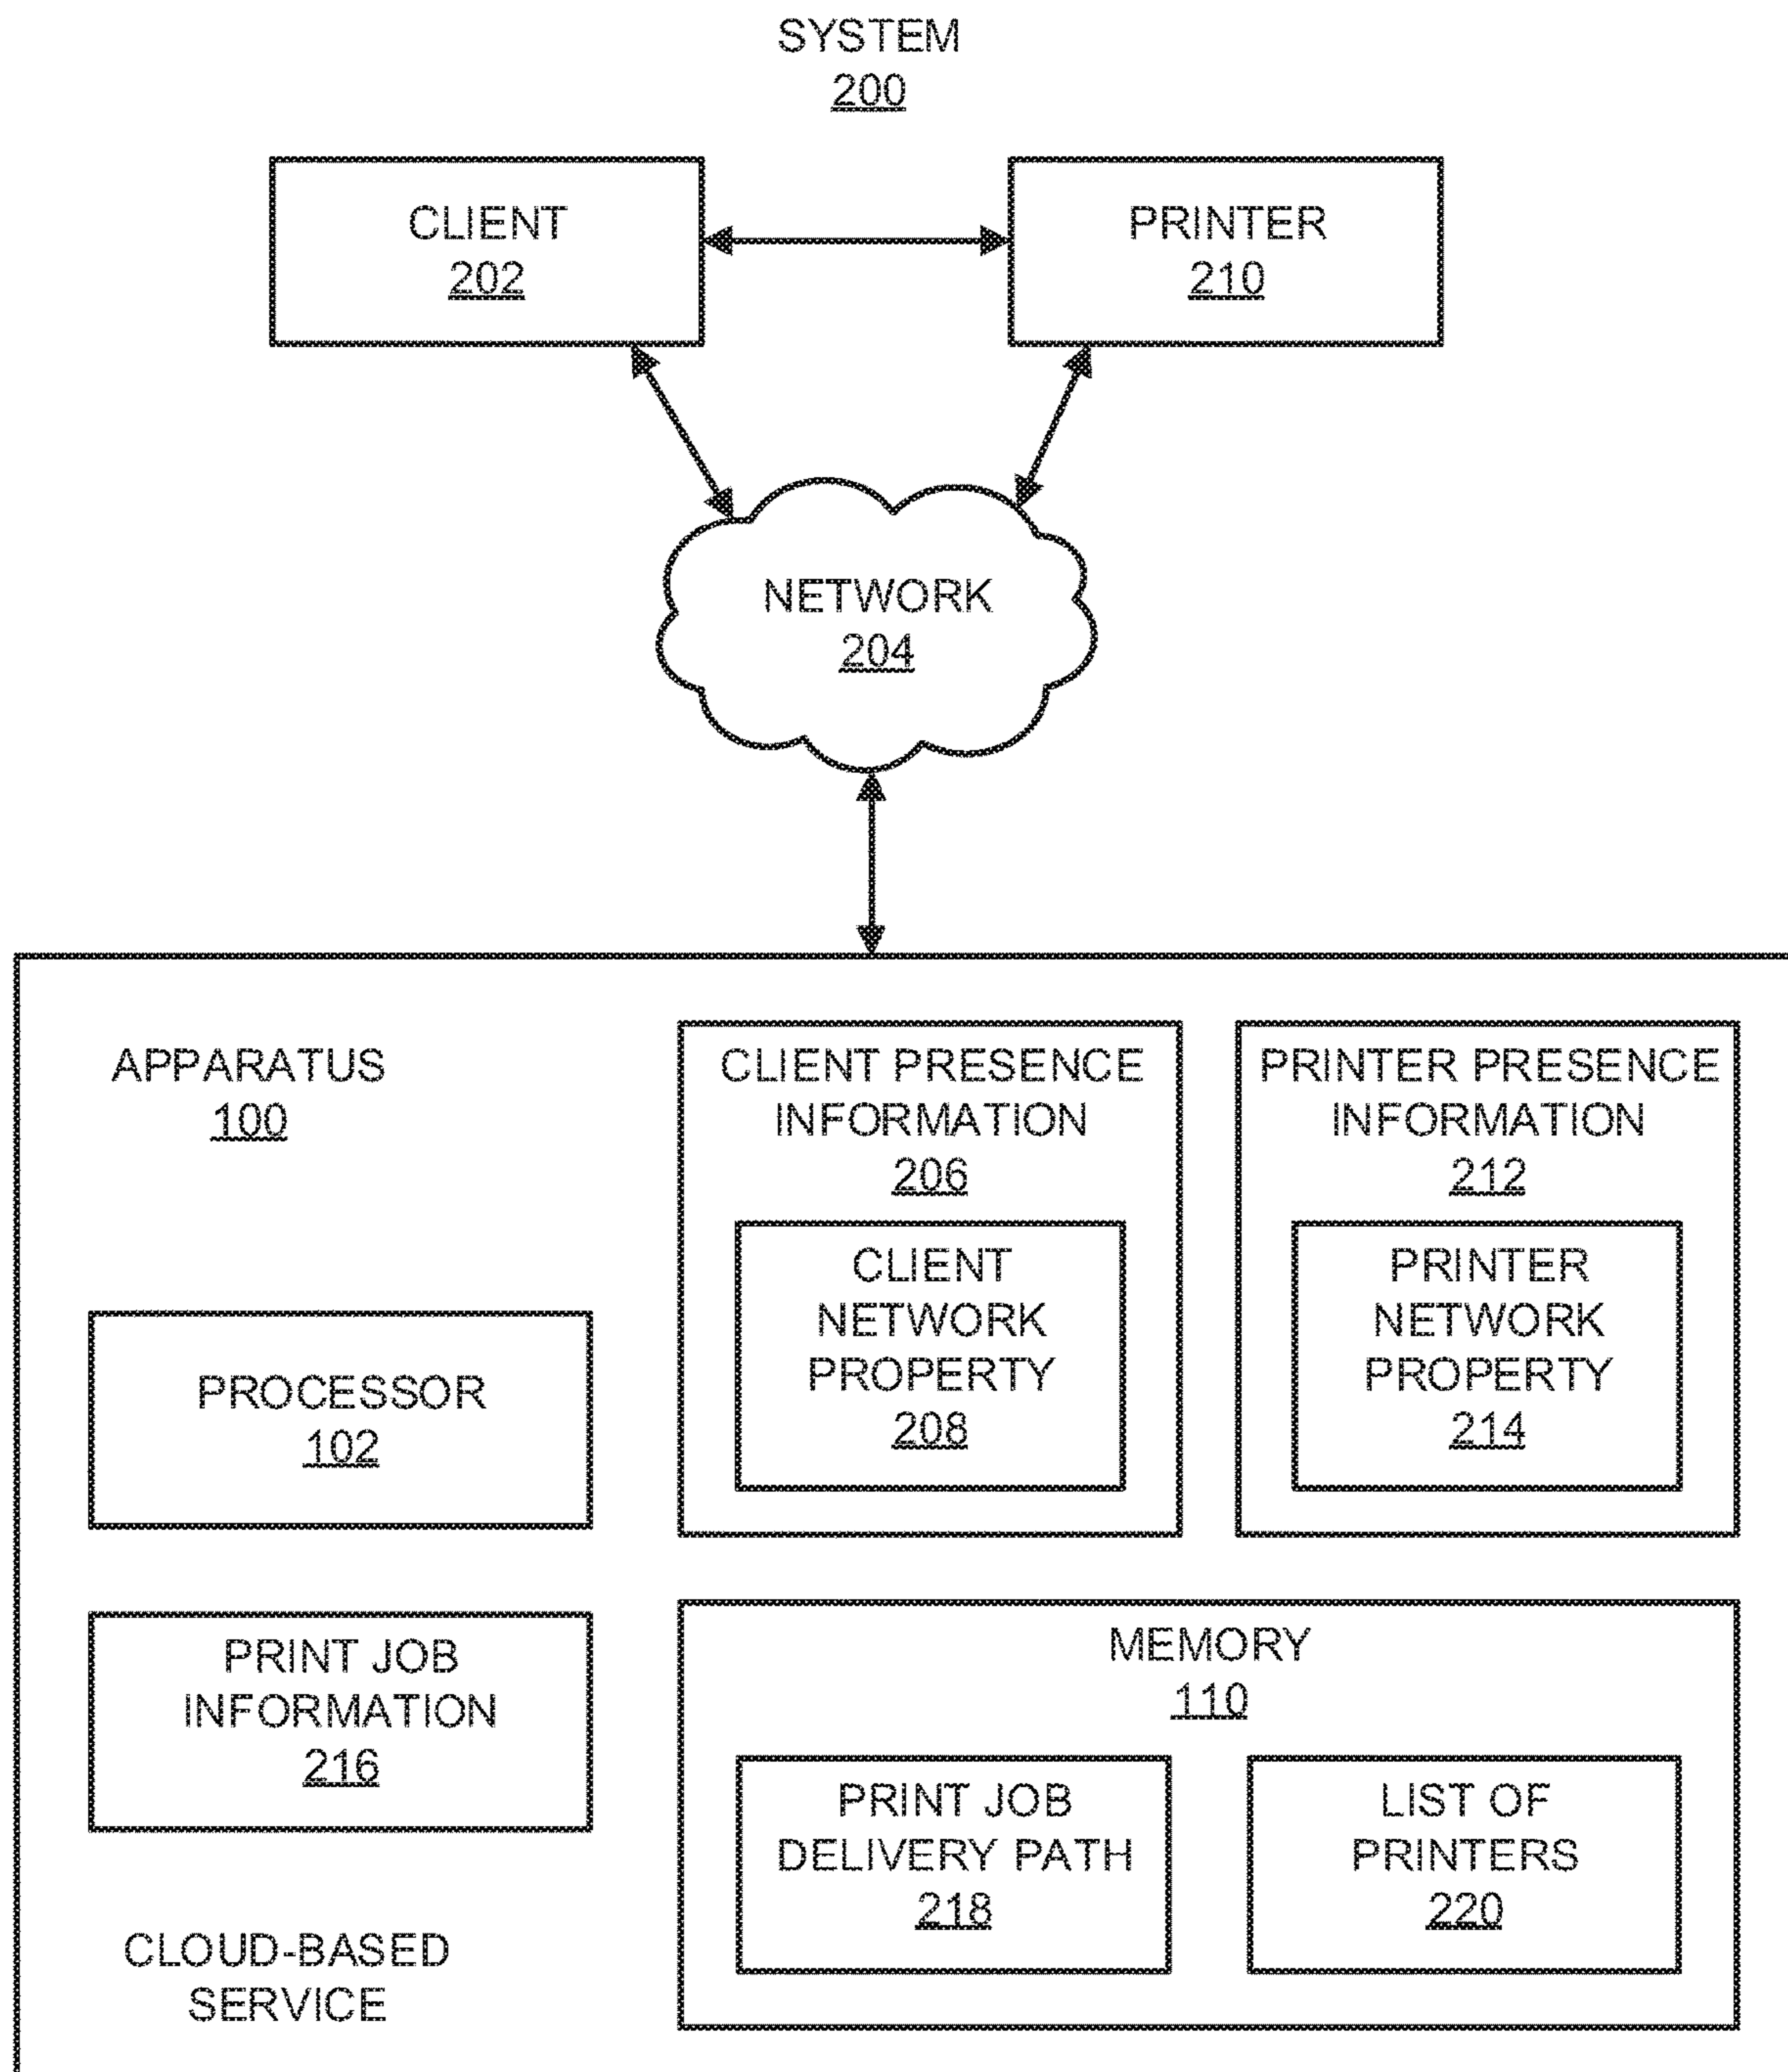 SYSTEM
200
CLIENT
202
PRINTER
210
NETWORK
204
APPARATUS
100
CLIENT PRESENCE
INFORMATION
206
CLIENT
NETWORK
PROPERTY
208
PRINTER PRESENCE
INFORMATION
212
PRINTER
NETWORK
PROPERTY
214
PROCESSOR
102
PRINT JOB
INFORMATION
216
MEMORY
110
PRINT JOB
DELIVERY PATH
218
LIST OF
PRINTERS
220
CLOUD-BASED
SERVICE